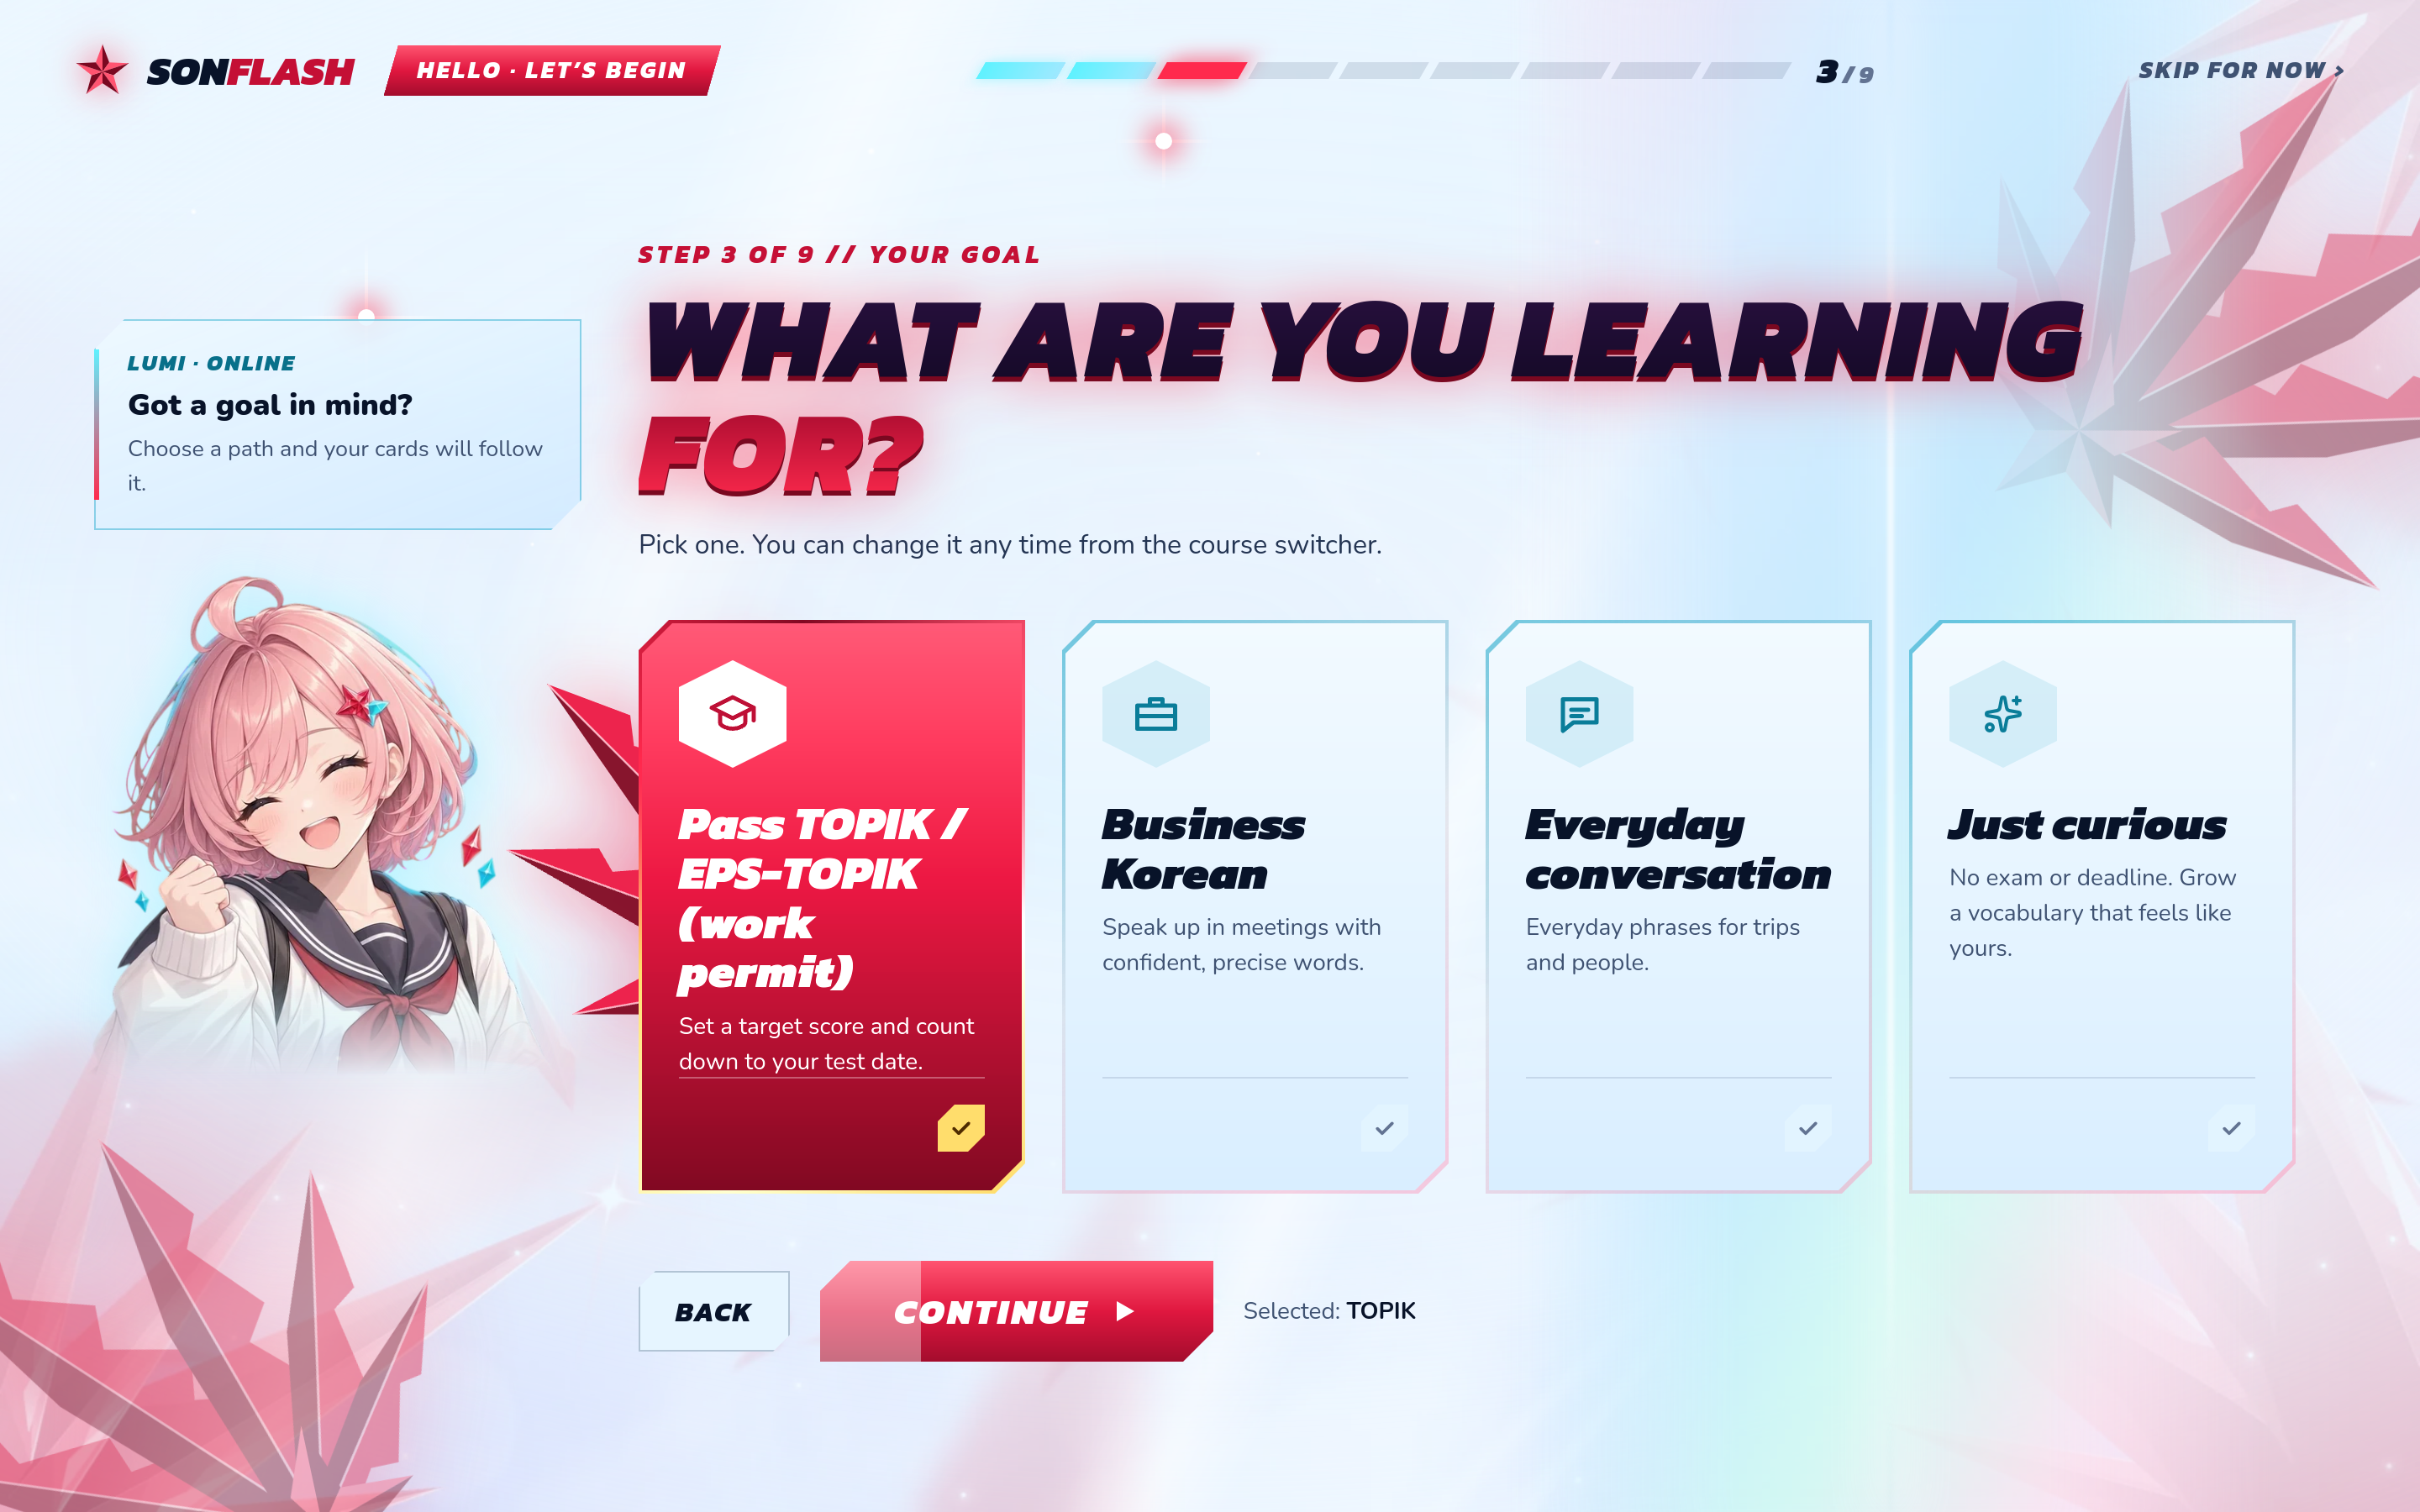 SONFLASH
HELLO · LET’S BEGIN
3 / 9
SKIP FOR NOW >
STEP 3 OF 9 // YOUR GOAL
WHAT ARE YOU LEARNING
FOR?
Pick one. You can change it any time from the course switcher.
LUMI · ONLINE
Got a goal in mind?
Choose a path and your cards will follow
it.
Pass TOPIK /
EPS-TOPIK
(work
permit)
Set a target score and count
down to your test date.
Business
Korean
Speak up in meetings with
confident, precise words.
Everyday
conversation
Everyday phrases for trips
and people.
Just curious
No exam or deadline. Grow
a vocabulary that feels like
yours.
BACK
CONTINUE
Selected: TOPIK